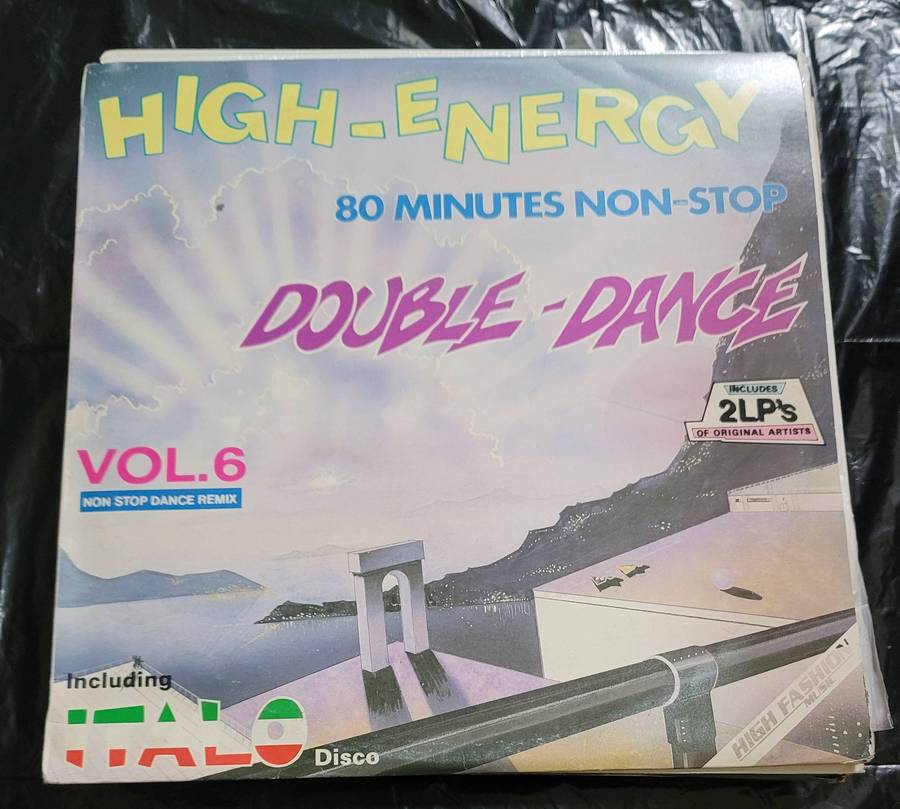 HIGH-ENERGY
80 MINUTES NON-STOP
DOUBLE-DANCE
INCLUDES
2LP's
OF ORIGINAL ARTISTS
VOL.6
NON STOP DANCE REMIX
Including
ITALO
Disco
HIGH FASHION
MUSIC